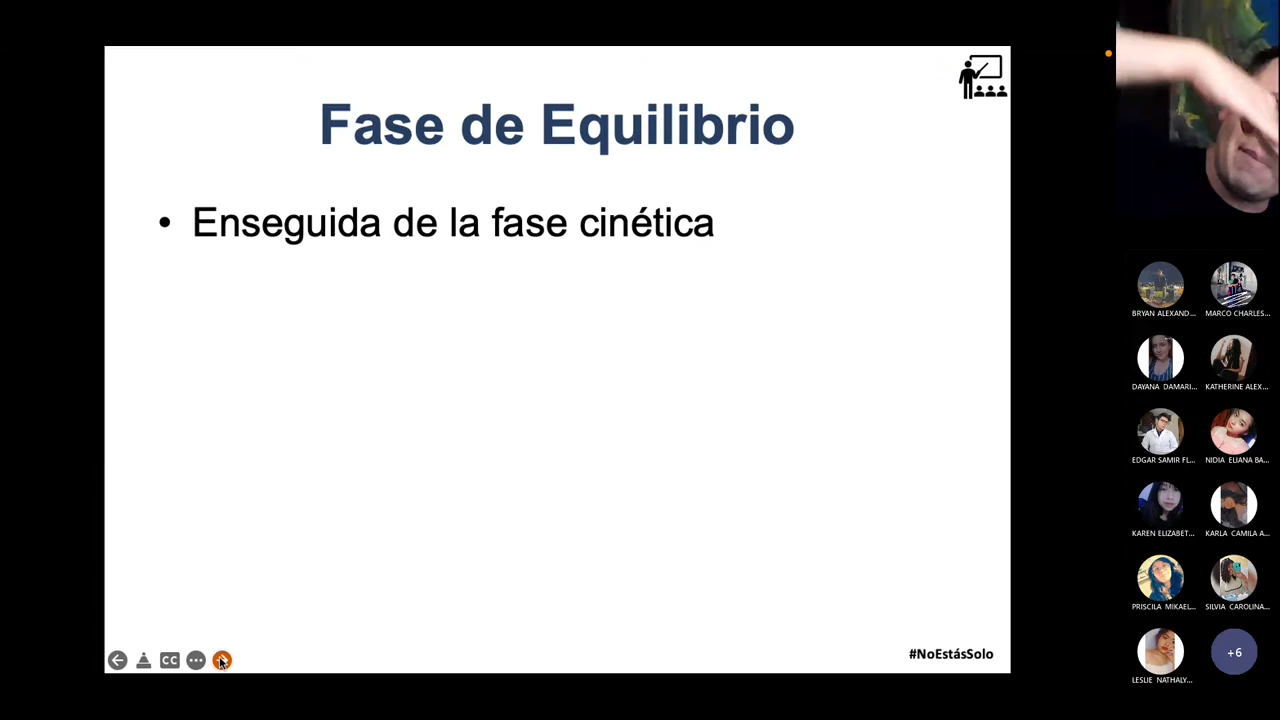 Fase de Equilibrio
• Enseguida de la fase cinética
#NoEstásSolo
CC
BRYAN ALEXAND...
MARCO CHARLES...
DAYANA DAMARI...
KATHERINE ALEX...
EDGAR SAMIR FL...
NIDIA ELIANA BA...
KAREN ELIZABET...
KARLA CAMILA A...
PRISCILA MIKAEL...
SILVIA CAROLINA...
LESLIE NATHALY...
+6